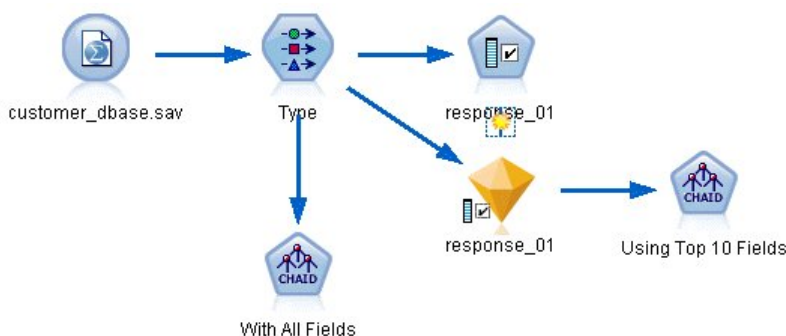 customer_dbase.sav
Type
response_01
response_01
CHAID
Using Top 10 Fields
CHAID
With All Fields